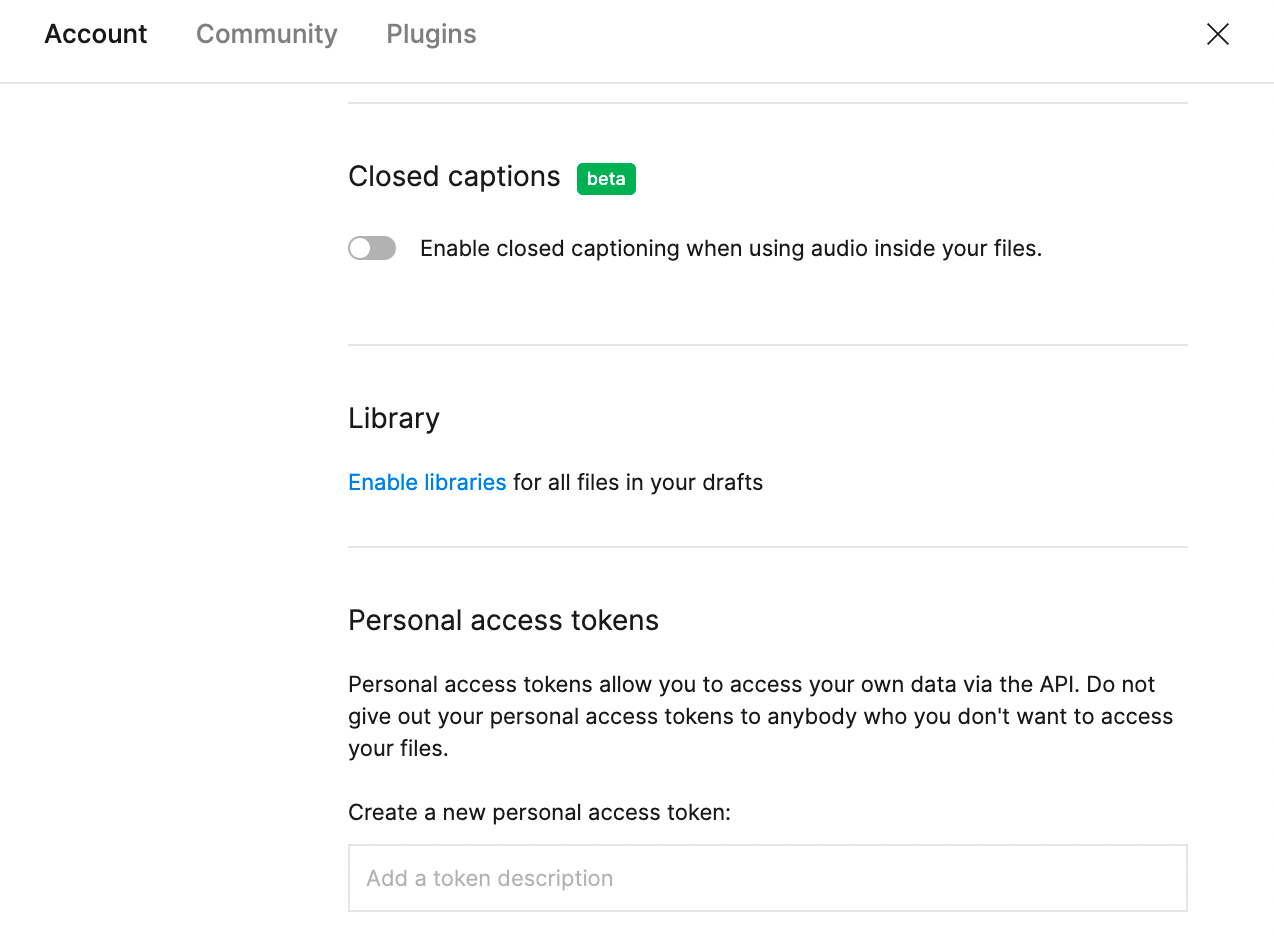 Account Community Plugins
Closed captions beta
Enable closed captioning when using audio inside your files.
Library
Enable libraries for all files in your drafts
Personal access tokens
Personal access tokens allow you to access your own data via the API. Do not
give out your personal access tokens to anybody who you don't want to access
your files.
Create a new personal access token:
Add a token description